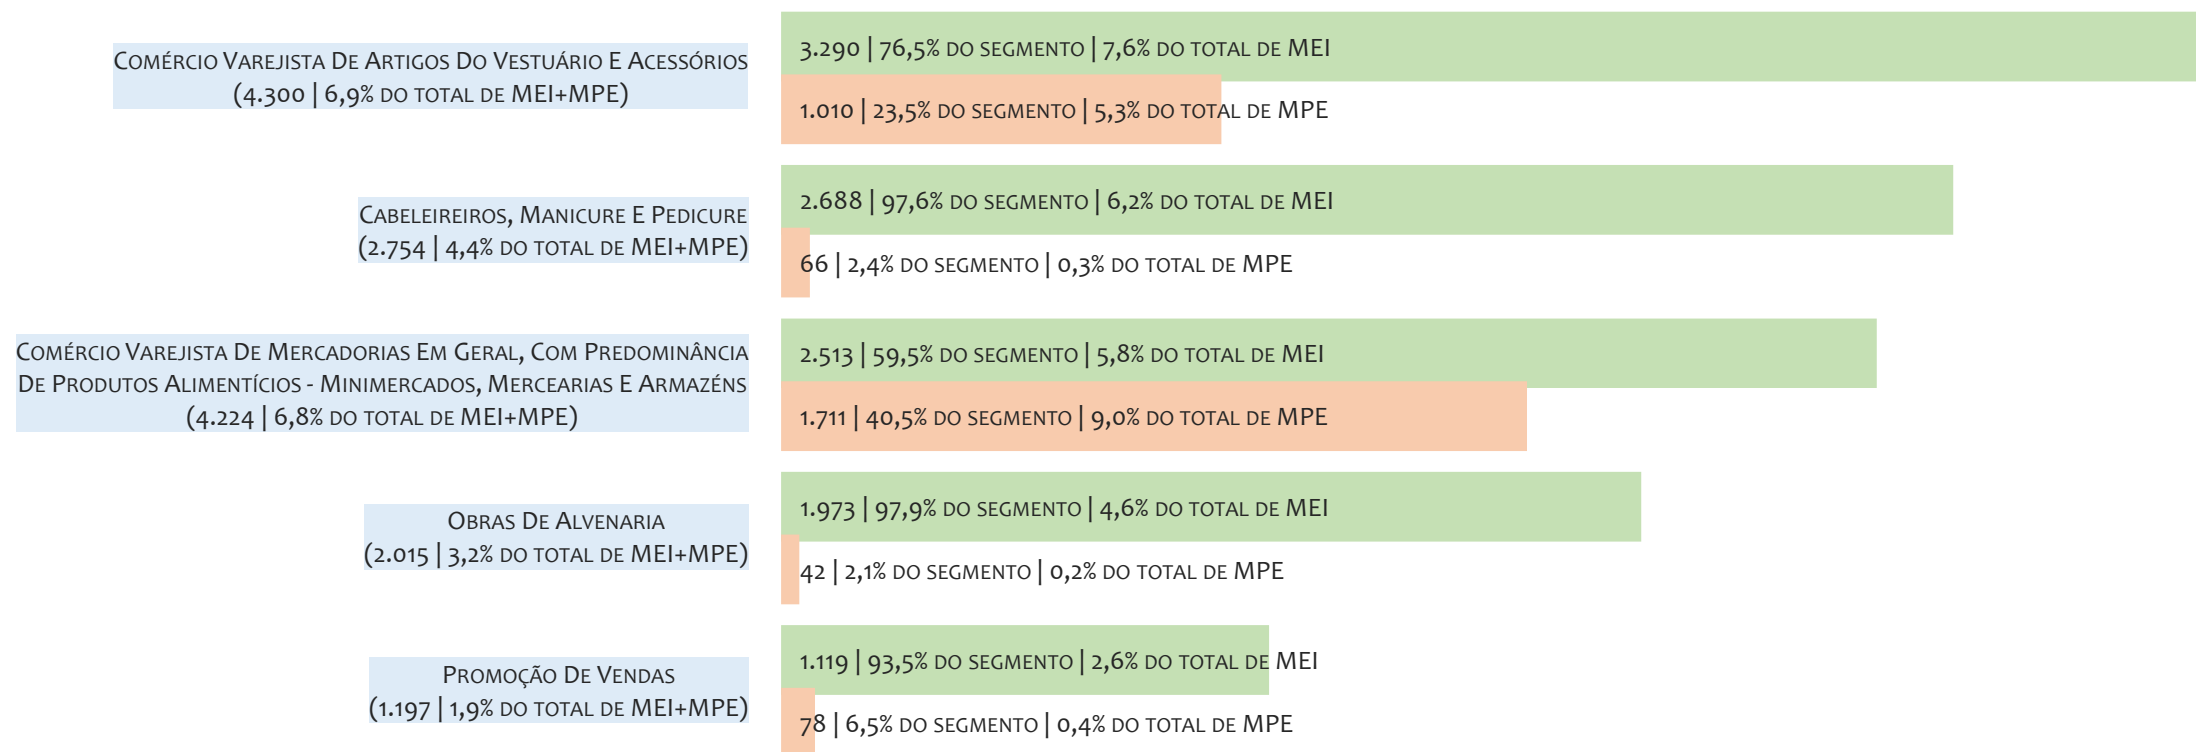 Comércio Varejista De Artigos Do Vestuário E Acessórios
(4.300 | 6,9% do total de MEI+MPE)
3.290 | 76,5% do segmento | 7,6% do total de MEI
1.010 | 23,5% do segmento | 5,3% do total de MPE
Cabeleireiros, Manicure E Pedicure
(2.754 | 4,4% do total de MEI+MPE)
2.688 | 97,6% do segmento | 6,2% do total de MEI
66 | 2,4% do segmento | 0,3% do total de MPE
Comércio Varejista De Mercadorias Em Geral, Com Predominância
De Produtos Alimentícios - Minimercados, Mercearias E Armazéns
(4.224 | 6,8% do total de MEI+MPE)
2.513 | 59,5% do segmento | 5,8% do total de MEI
1.711 | 40,5% do segmento | 9,0% do total de MPE
Obras De Alvenaria
(2.015 | 3,2% do total de MEI+MPE)
1.973 | 97,9% do segmento | 4,6% do total de MEI
42 | 2,1% do segmento | 0,2% do total de MPE
Promoção De Vendas
(1.197 | 1,9% do total de MEI+MPE)
1.119 | 93,5% do segmento | 2,6% do total de MEI
78 | 6,5% do segmento | 0,4% do total de MPE